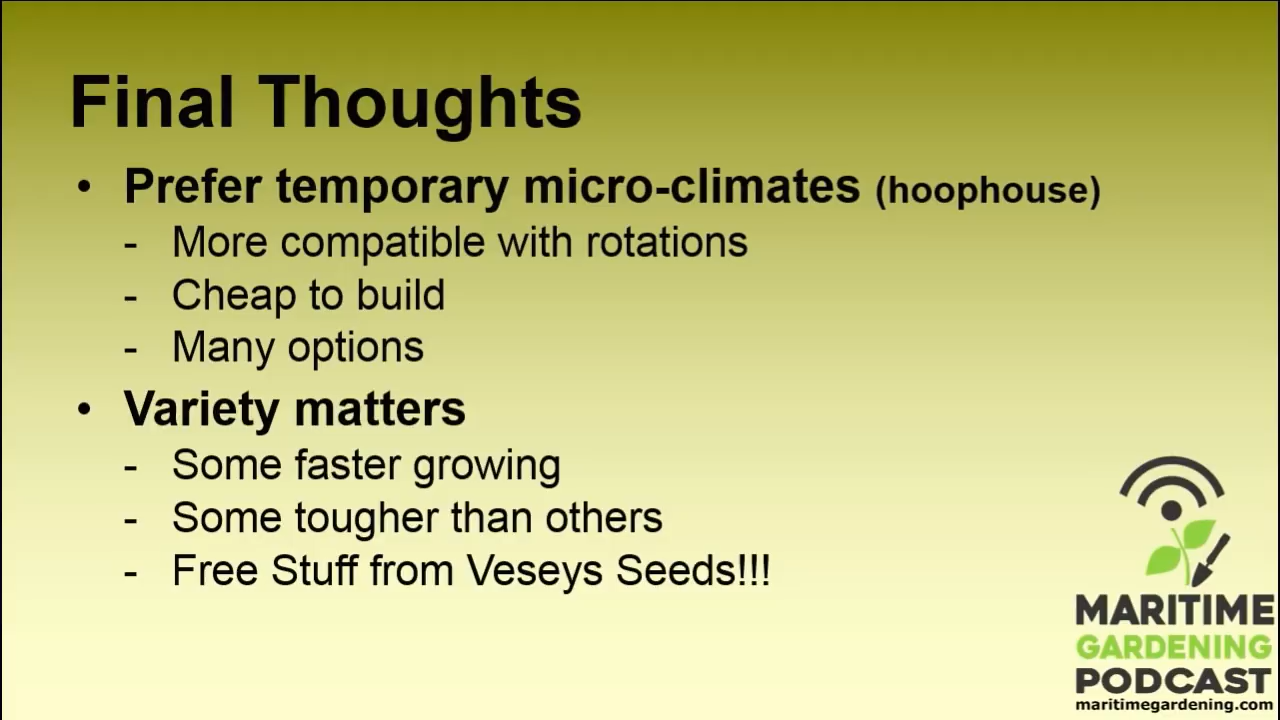 Final Thoughts
• Prefer temporary micro-climates (hoophouse)
- More compatible with rotations
- Cheap to build
- Many options
• Variety matters
- Some faster growing
- Some tougher than others
- Free Stuff from Veseys Seeds!!!
MARITIME
GARDENING
PODCAST
maritimegardening.com